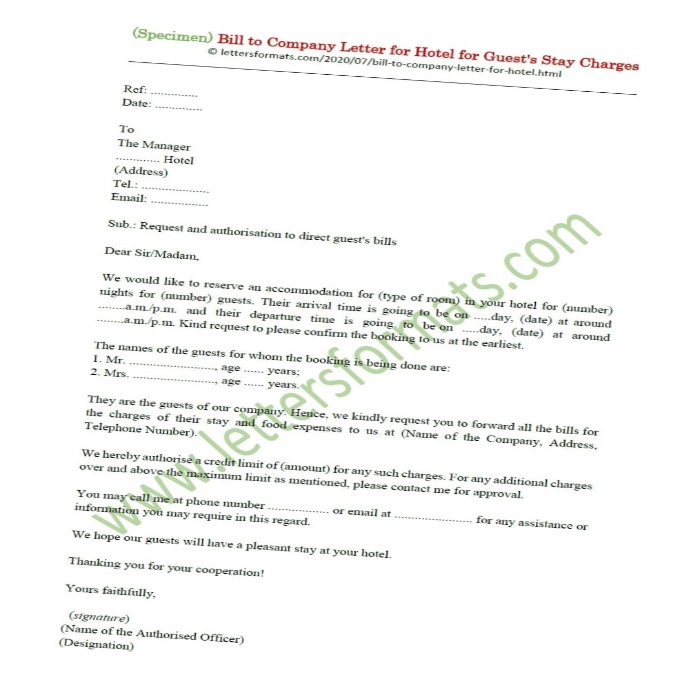 (Specimen) Bill to Company Letter for Hotel for Guest's Stay Charges
© lettersformats.com/2020/07/bill-to-company-letter-for-hotel.html
Ref: .............
Date: .............
To
The Manager
............ Hotel
(Address)
Tel.: ...................
Email: ................
Sub.: Request and authorisation to direct guest's bills
Dear Sir/Madam,
We would like to reserve an accommodation for (type of room) in your hotel for (number)
nights for (number) guests. Their arrival time is going to be on .....day, (date) at around
........a.m./p.m. and their departure time is going to be on .....day, (date) at around
........a.m./p.m. Kind request to please confirm the booking to us at the earliest.
The names of the guests for whom the booking is being done are:
1. Mr. ........................, age ...... years;
2. Mrs. ......................., age ...... years.
They are the guests of our company. Hence, we kindly request you to forward all the bills for
the charges of their stay and food expenses to us at (Name of the Company, Address,
Telephone Number).
We hereby authorise a credit limit of (amount) for any such charges. For any additional charges
over and above the maximum limit as mentioned, please contact me for approval.
You may call me at phone number ................. or email at ...................... for any assistance or
information you may require in this regard.
We hope our guests will have a pleasant stay at your hotel.
Thanking you for your cooperation!
Yours faithfully,
(signature)
(Name of the Authorised Officer)
(Designation)
www.lettersformats.com